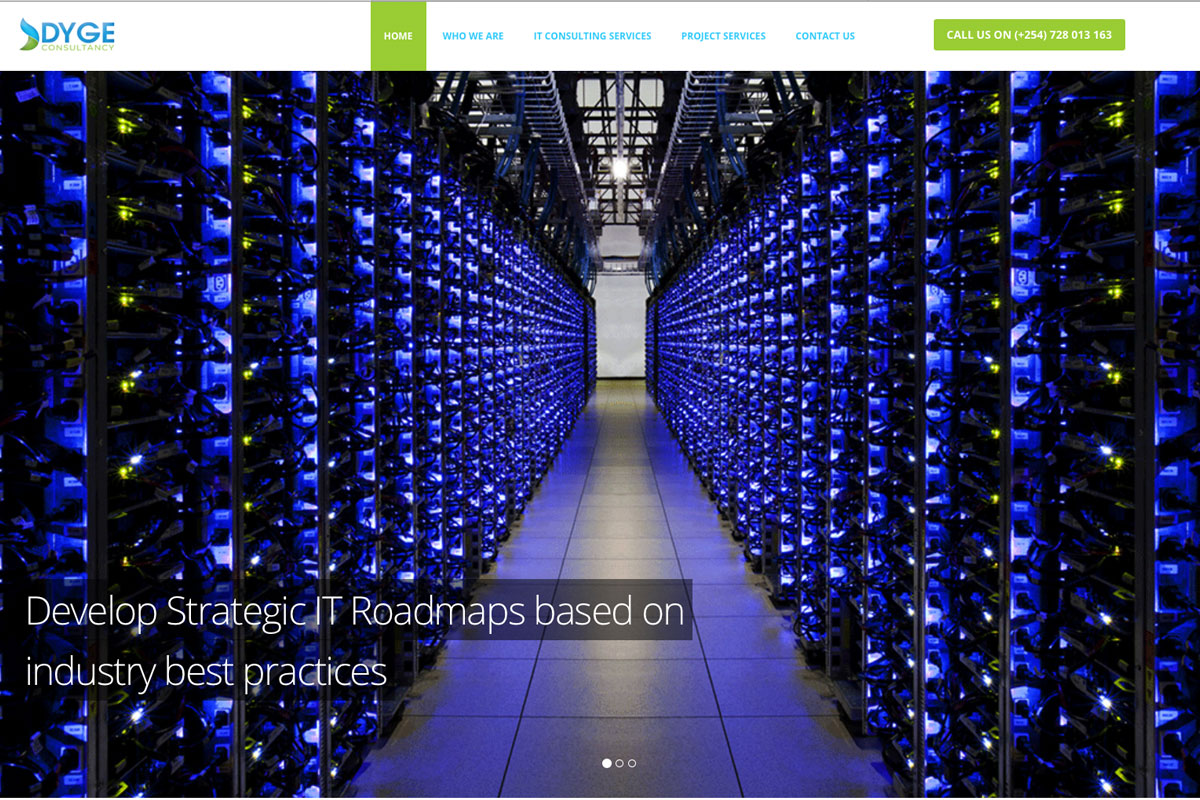 DYGE
CONSULTANCY
HOME
WHO WE ARE
IT CONSULTING SERVICES
PROJECT SERVICES
CONTACT US
CALL US ON (+254) 728 013 163
Develop Strategic IT Roadmaps based on
industry best practices